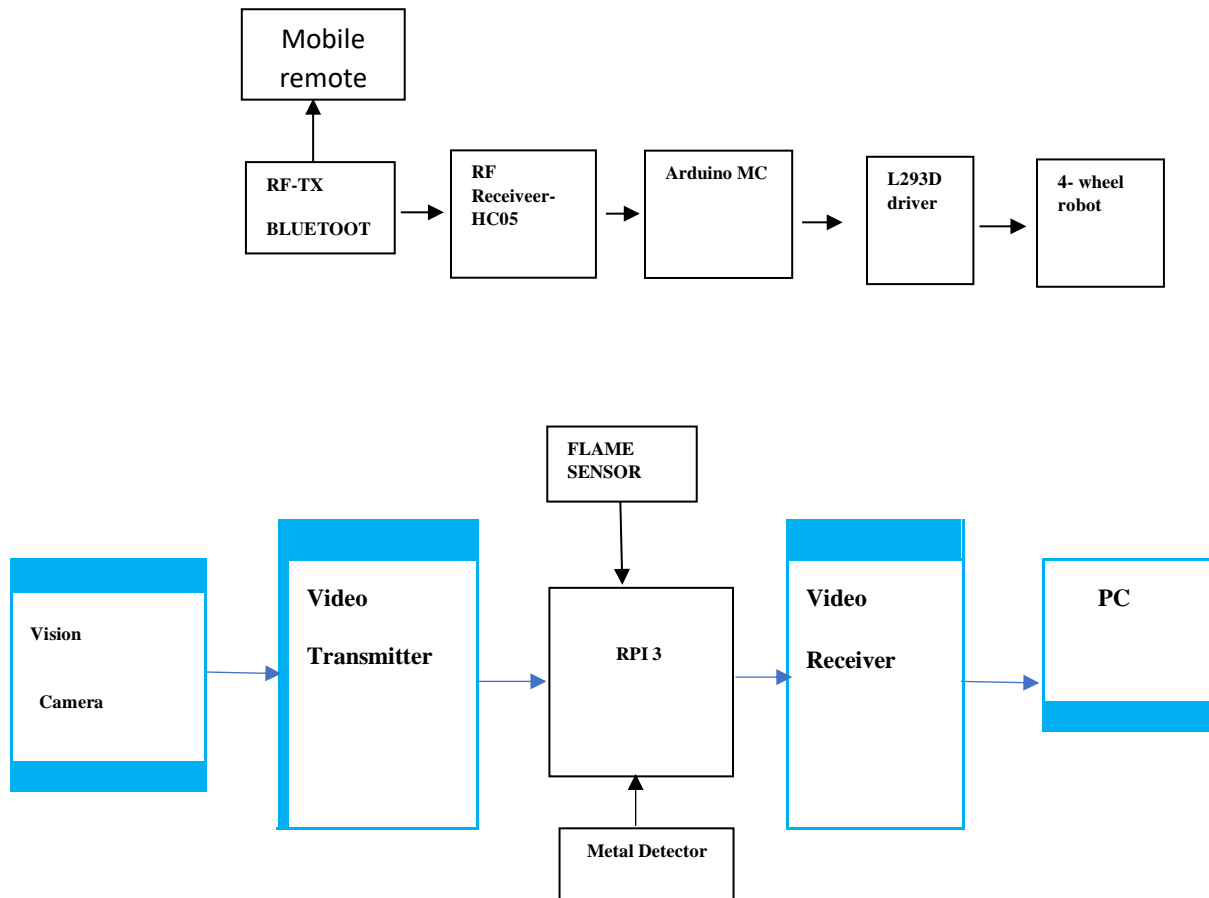 Mobile
remote
RF-TX
BLUETOOT
RF
Receiveer-
HC05
Arduino MC
L293D
driver
4- wheel
robot
FLAME
SENSOR
Vision
Camera
Video
Transmitter
RPI 3
Video
Receiver
PC
Metal Detector